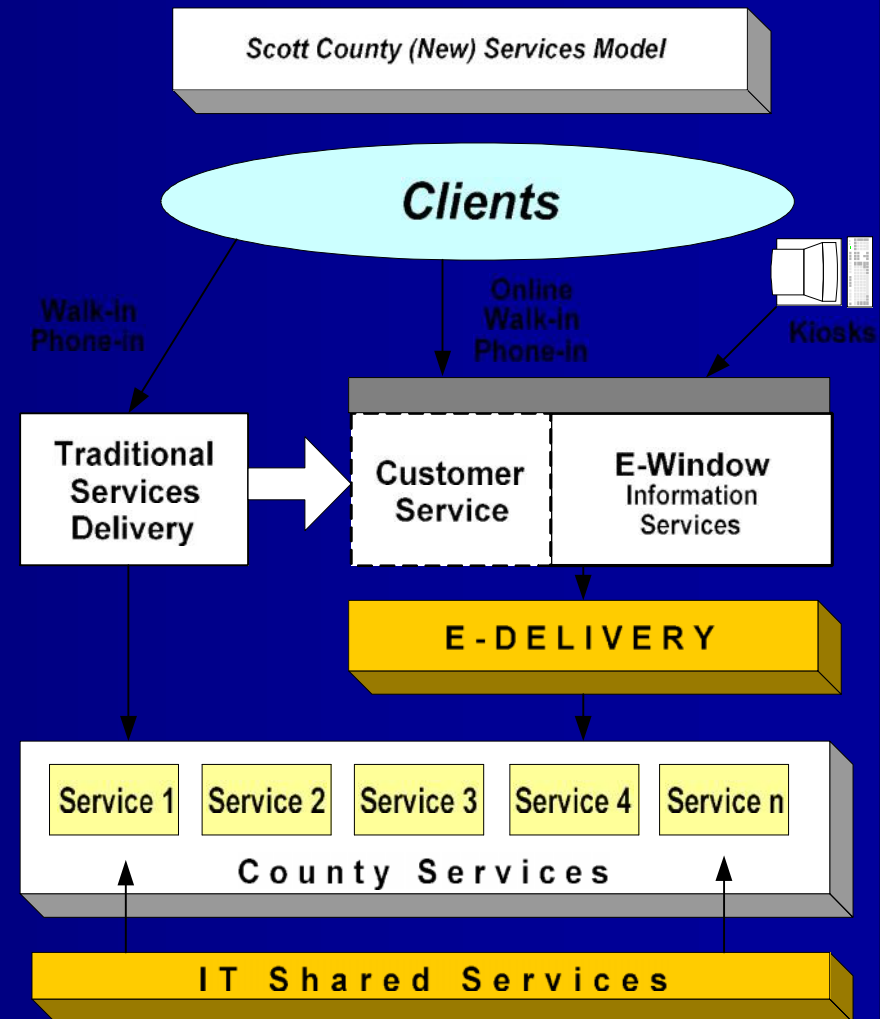 Scott County (New) Services Model
Clients
Walk-in
Phone-in
Online
Walk-in
Phone-in
Kiosks
Traditional
Services
Delivery
Customer
Service
E-Window
Information
Services
E-DELIVERY
Service 1
Service 2
Service 3
Service 4
Service n
County Services
IT Shared Services